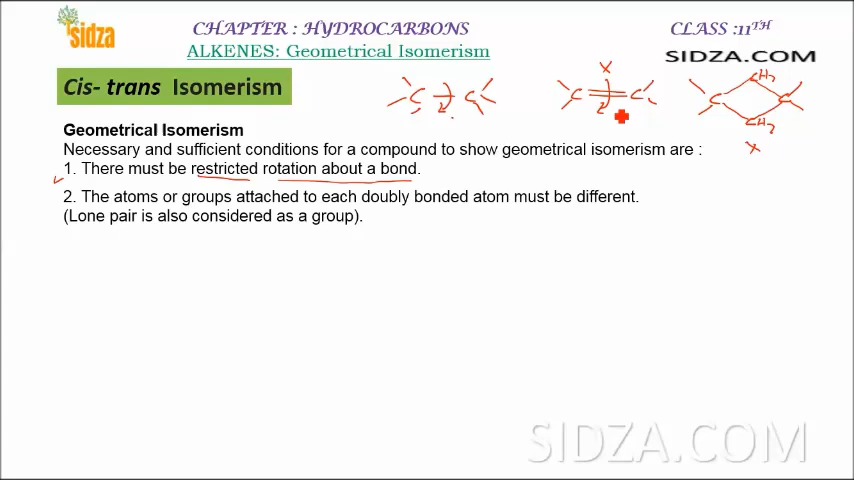 sidza
CHAPTER : HYDROCARBONS
CLASS :11TH
ALKENES: Geometrical Isomerism
SIDZA.COM
Cis- trans Isomerism
X
C C
C C
CH2
C C
CH2
X
Geometrical Isomerism
Necessary and sufficient conditions for a compound to show geometrical isomerism are :
1. There must be restricted rotation about a bond.
2. The atoms or groups attached to each doubly bonded atom must be different.
(Lone pair is also considered as a group).
SIDZA.COM